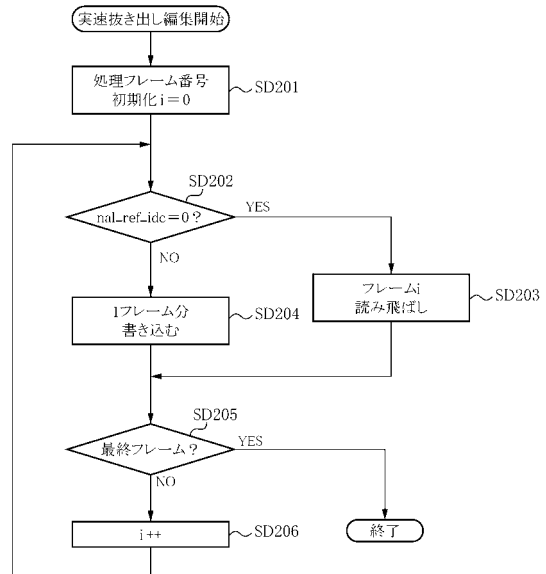 実速抜き出し編集開始
処理フレーム番号
初期化 i = 0
SD201
SD202
nal_ref_idc = 0 ?
YES
NO
フレームi
読み飛ばし
SD203
1フレーム分
書き込む
SD204
SD205
最終フレーム ?
YES
NO
i ++
SD206
終了